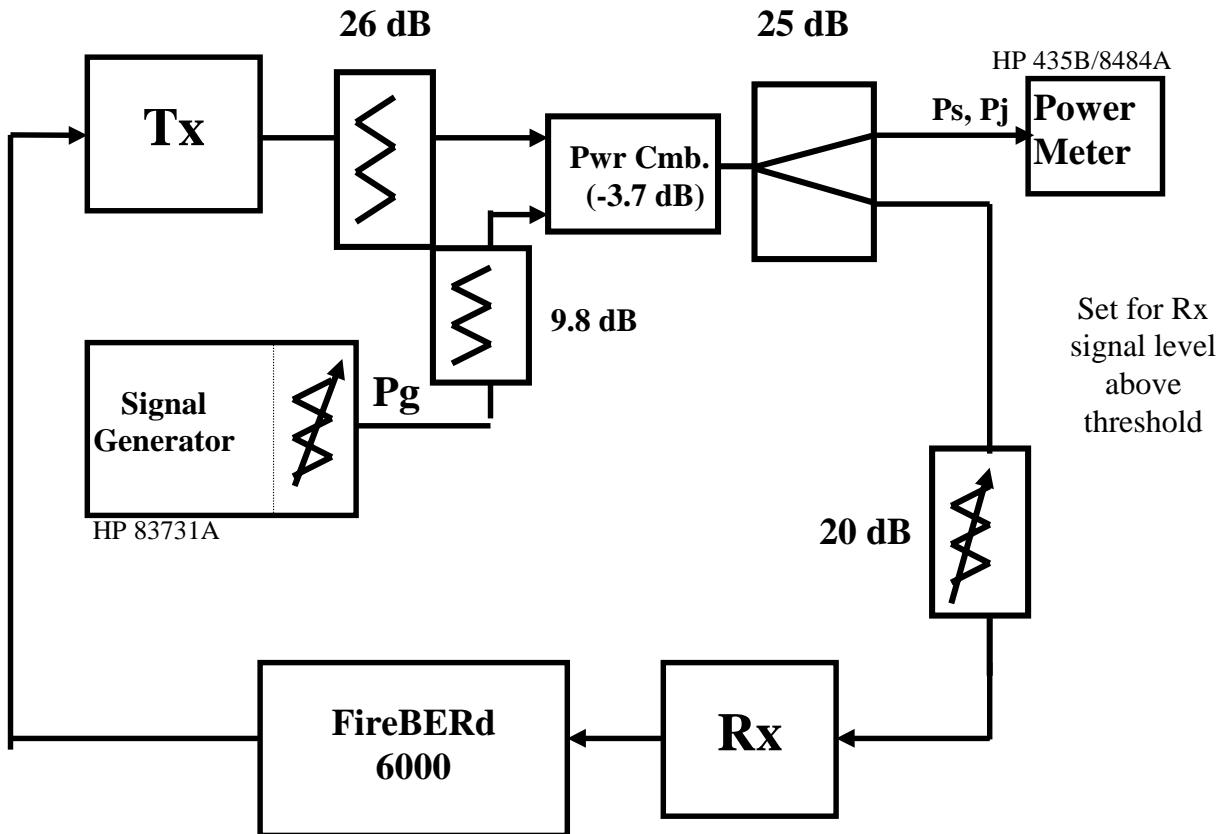 26 dB
25 dB
HP 435B/8484A
Tx
Ps, Pj
Power
Meter
Pwr Cmb.
(-3.7 dB)
9.8 dB
Set for Rx
signal level
above
threshold
Signal
Generator
Pg
HP 83731A
20 dB
FireBERd
6000
Rx